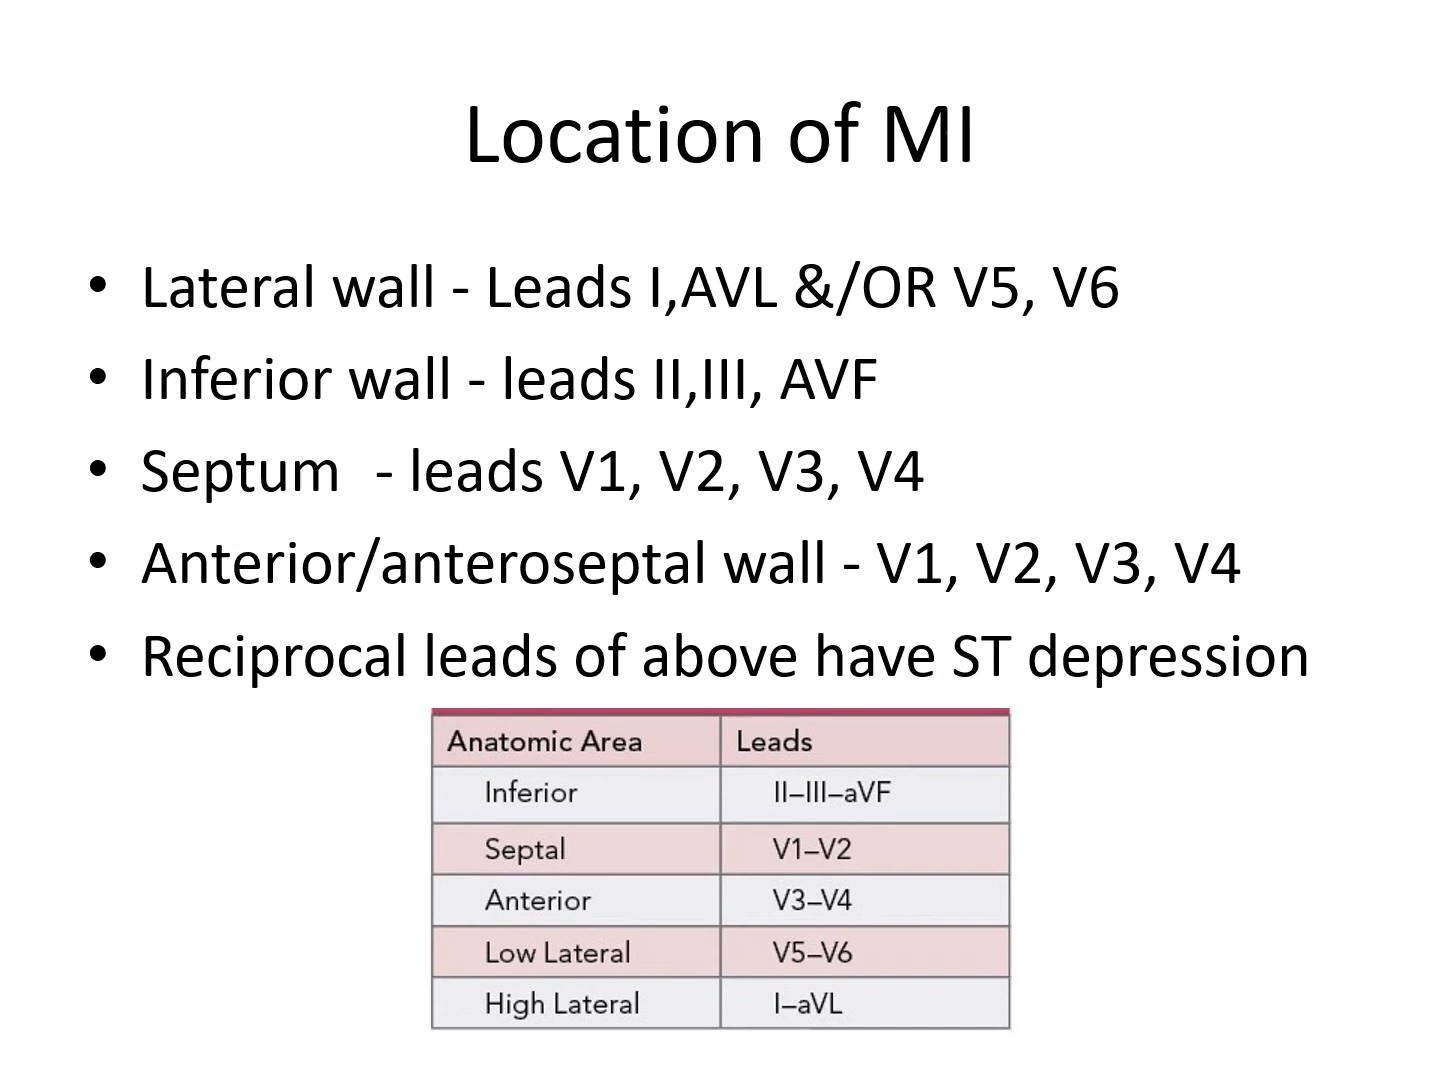 Location of MI
• Lateral wall - Leads I,AVL &/OR V5, V6
• Inferior wall - leads II,III, AVF
• Septum - leads V1, V2, V3, V4
• Anterior/anteroseptal wall - V1, V2, V3, V4
• Reciprocal leads of above have ST depression
Anatomic Area Leads
Inferior II–III–aVF
Septal V1–V2
Anterior V3–V4
Low Lateral V5–V6
High Lateral I–aVL